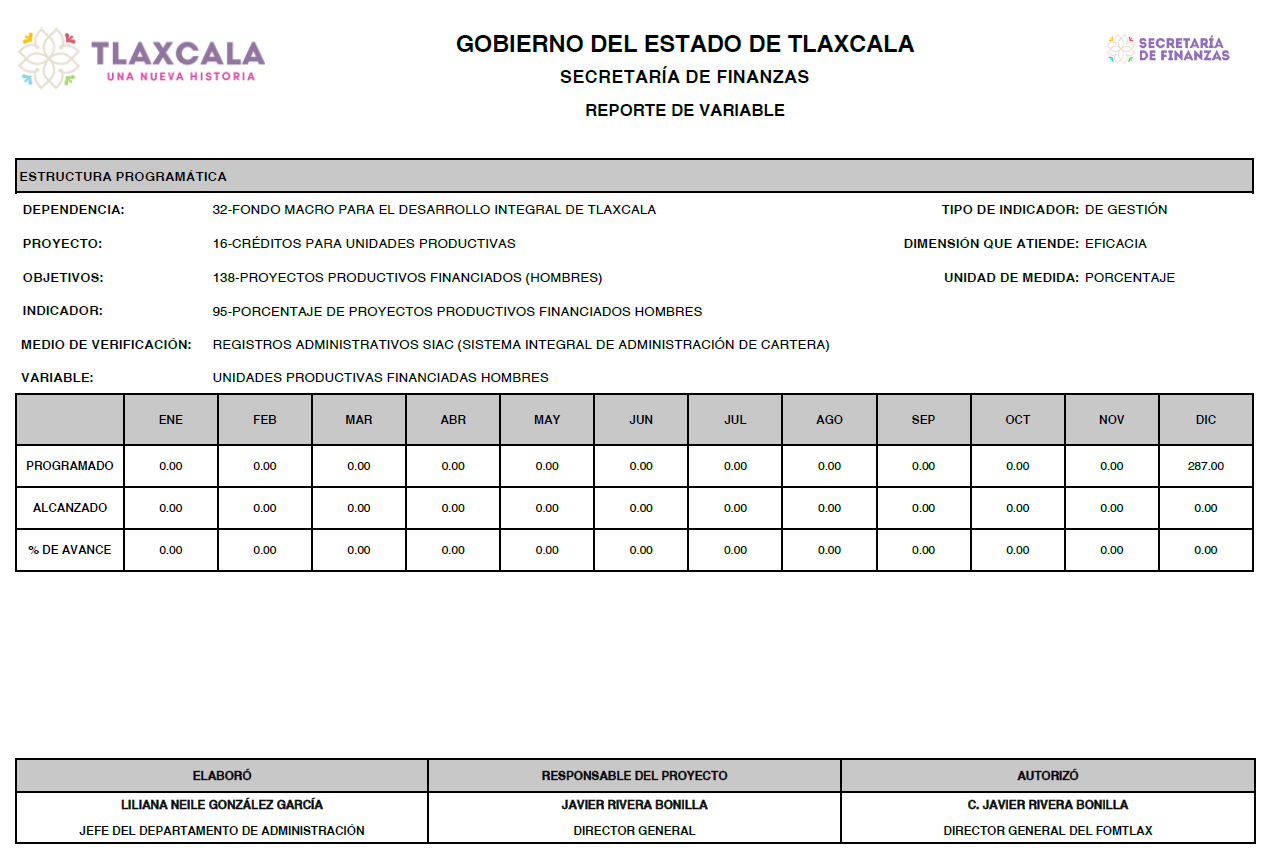 TLAXCALA
UNA NUEVA HISTORIA
GOBIERNO DEL ESTADO DE TLAXCALA
SECRETARÍA DE FINANZAS
REPORTE DE VARIABLE
SECRETARÍA
DE FINANZAS
ESTRUCTURA PROGRAMÁTICA
DEPENDENCIA: 32-FONDO MACRO PARA EL DESARROLLO INTEGRAL DE TLAXCALA TIPO DE INDICADOR: DE GESTIÓN
PROYECTO: 16-CRÉDITOS PARA UNIDADES PRODUCTIVAS DIMENSIÓN QUE ATIENDE: EFICACIA
OBJETIVOS: 138-PROYECTOS PRODUCTIVOS FINANCIADOS (HOMBRES) UNIDAD DE MEDIDA: PORCENTAJE
INDICADOR: 95-PORCENTAJE DE PROYECTOS PRODUCTIVOS FINANCIADOS HOMBRES
MEDIO DE VERIFICACIÓN: REGISTROS ADMINISTRATIVOS SIAC (SISTEMA INTEGRAL DE ADMINISTRACIÓN DE CARTERA)
VARIABLE: UNIDADES PRODUCTIVAS FINANCIADAS HOMBRES
ENE FEB MAR ABR MAY JUN JUL AGO SEP OCT NOV DIC
PROGRAMADO 0.00 0.00 0.00 0.00 0.00 0.00 0.00 0.00 0.00 0.00 0.00 287.00
ALCANZADO 0.00 0.00 0.00 0.00 0.00 0.00 0.00 0.00 0.00 0.00 0.00 0.00
% DE AVANCE 0.00 0.00 0.00 0.00 0.00 0.00 0.00 0.00 0.00 0.00 0.00 0.00
ELABORÓ RESPONSABLE DEL PROYECTO AUTORIZÓ
LILIANA NEILE GONZÁLEZ GARCÍA JAVIER RIVERA BONILLA C. JAVIER RIVERA BONILLA
JEFE DEL DEPARTAMENTO DE ADMINISTRACIÓN DIRECTOR GENERAL DIRECTOR GENERAL DEL FOMTLAX